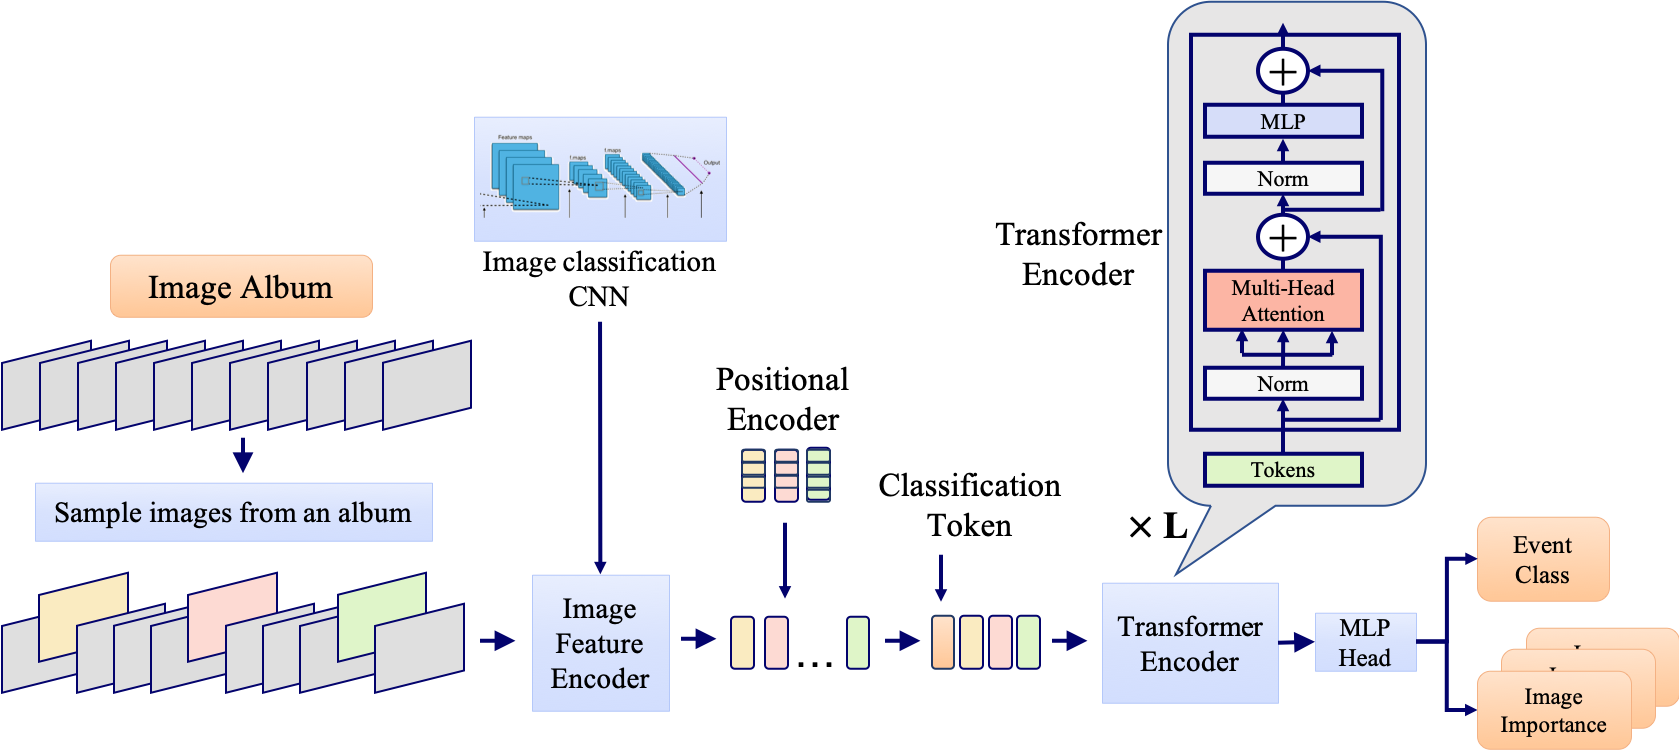 Image Album
Sample images from an album
Feature maps
f.maps
f.maps
Output
Image classification
CNN
Image
Feature
Encoder
Positional
Encoder
...
Classification
Token
Transformer
Encoder
MLP
Norm
Multi-Head
Attention
Norm
Tokens
× L
Transformer
Encoder
MLP
Head
Event
Class
Image
Importance